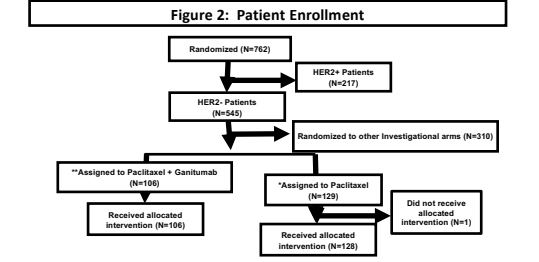 Figure 2: Patient Enrollment
Randomized (N=762)
HER2+ Patients
(N=217)
HER2- Patients
(N=545)
Randomized to other Investigational arms (N=310)
**Assigned to Paclitaxel + Ganitumab
(N=106)
*Assigned to Paclitaxel
(N=129)
Did not receive
allocated
intervention (N=1)
Received allocated
intervention (N=106)
Received allocated
intervention (N=128)